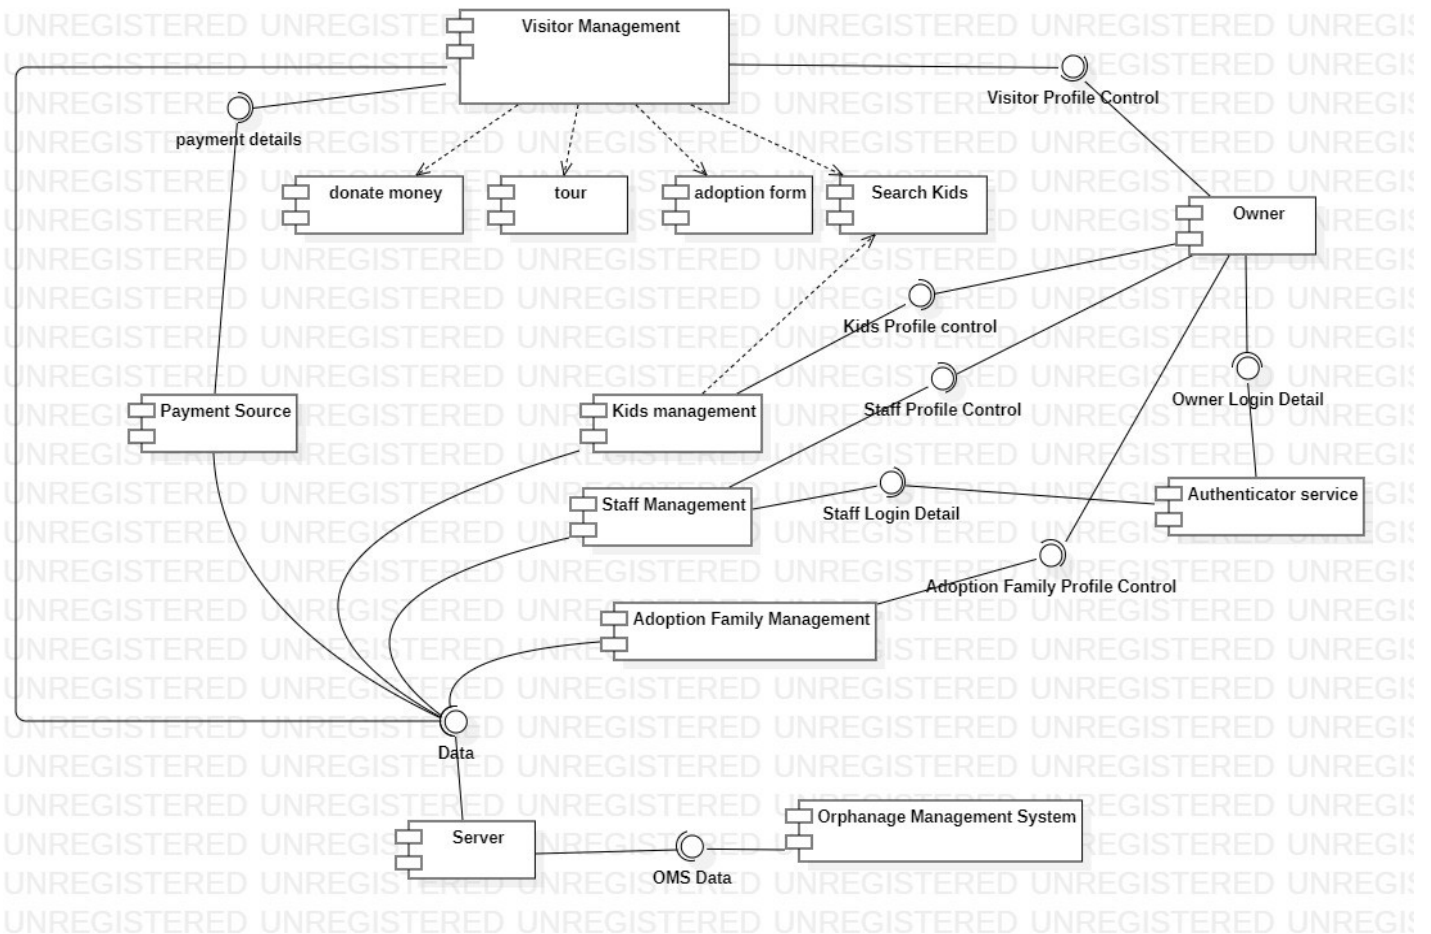 Visitor Management
Visitor Profile Control
payment details
donate money
tour
adoption form
Search Kids
Owner
Kids Profile control
Payment Source
Kids management
Staff Profile Control
Owner Login Detail
Staff Management
Staff Login Detail
Authenticator service
Adoption Family Profile Control
Adoption Family Management
Data
Server
OMS Data
Orphanage Management System
UNREGISTERED